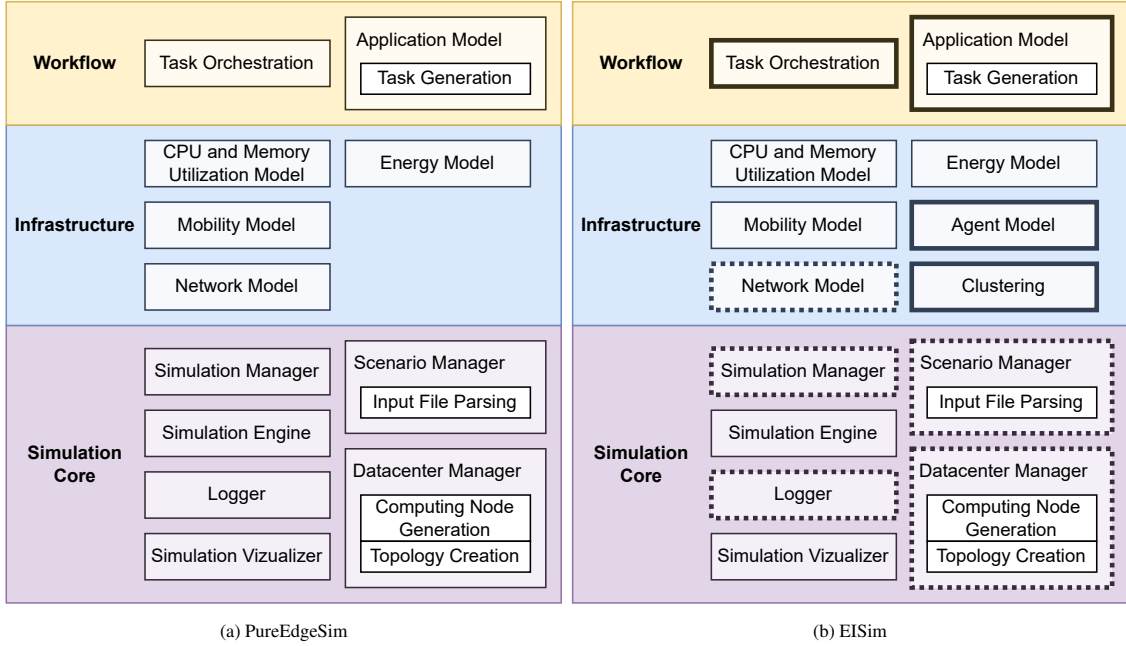 Workflow
Task Orchestration
Application Model
Task Generation
Infrastructure
CPU and Memory
Utilization Model
Energy Model
Mobility Model
Network Model
Simulation
Core
Simulation Manager
Scenario Manager
Input File Parsing
Simulation Engine
Logger
Datacenter Manager
Computing Node
Generation
Topology Creation
Simulation Vizualizer
(a) PureEdgeSim
Workflow
Task Orchestration
Application Model
Task Generation
Infrastructure
CPU and Memory
Utilization Model
Energy Model
Mobility Model
Agent Model
Network Model
Clustering
Simulation
Core
Simulation Manager
Scenario Manager
Input File Parsing
Simulation Engine
Logger
Datacenter Manager
Computing Node
Generation
Topology Creation
Simulation Vizualizer
(b) EISim